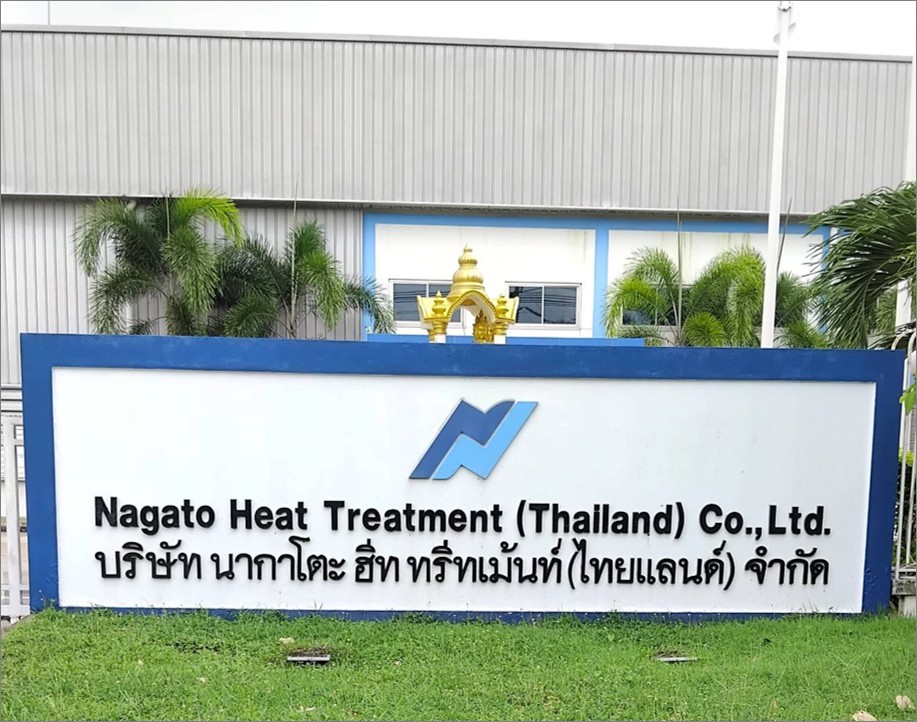 Nagato Heat Treatment (Thailand) Co.,Ltd.
บริษัท นากาโตะ ฮีท ทรีทเม้นท์ (ไทยแลนด์) จำกัด